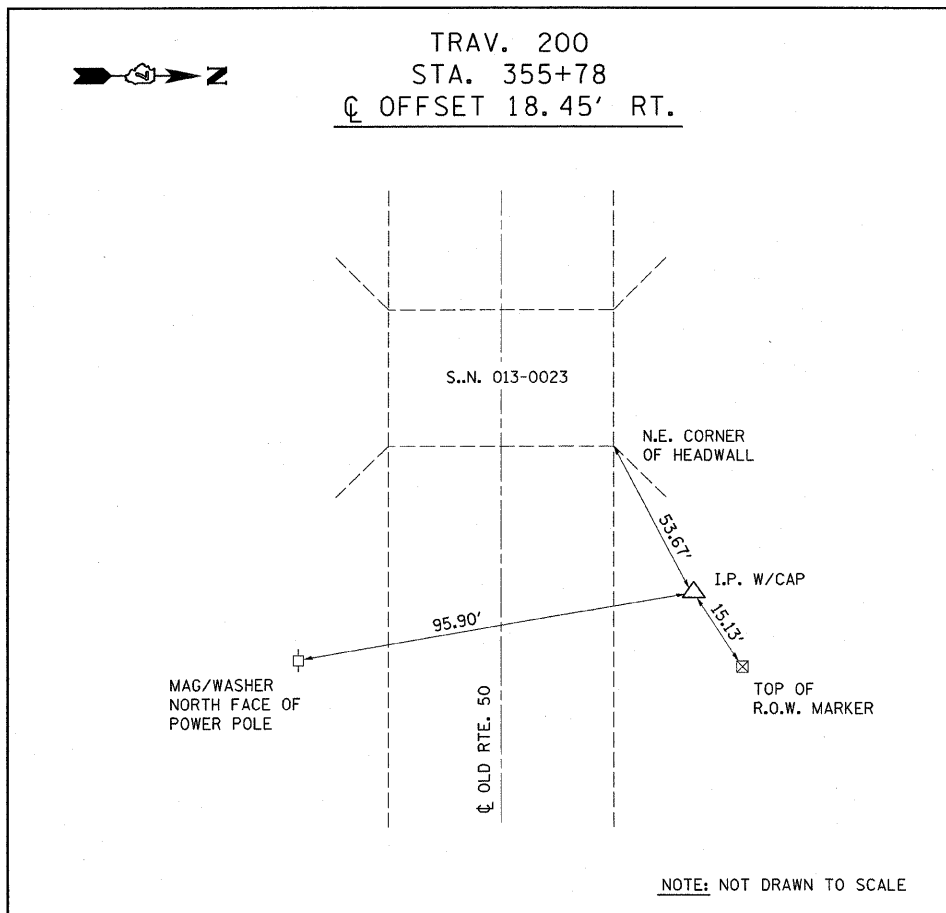 TRAV. 200
STA. 355+78
℄ OFFSET 18.45' RT.
N
S..N. 013-0023
N.E. CORNER
OF HEADWALL
53.67'
I.P. W/CAP
15.13'
95.90'
MAG/WASHER
NORTH FACE OF
POWER POLE
TOP OF
R.O.W. MARKER
℄ OLD RTE. 50
NOTE: NOT DRAWN TO SCALE